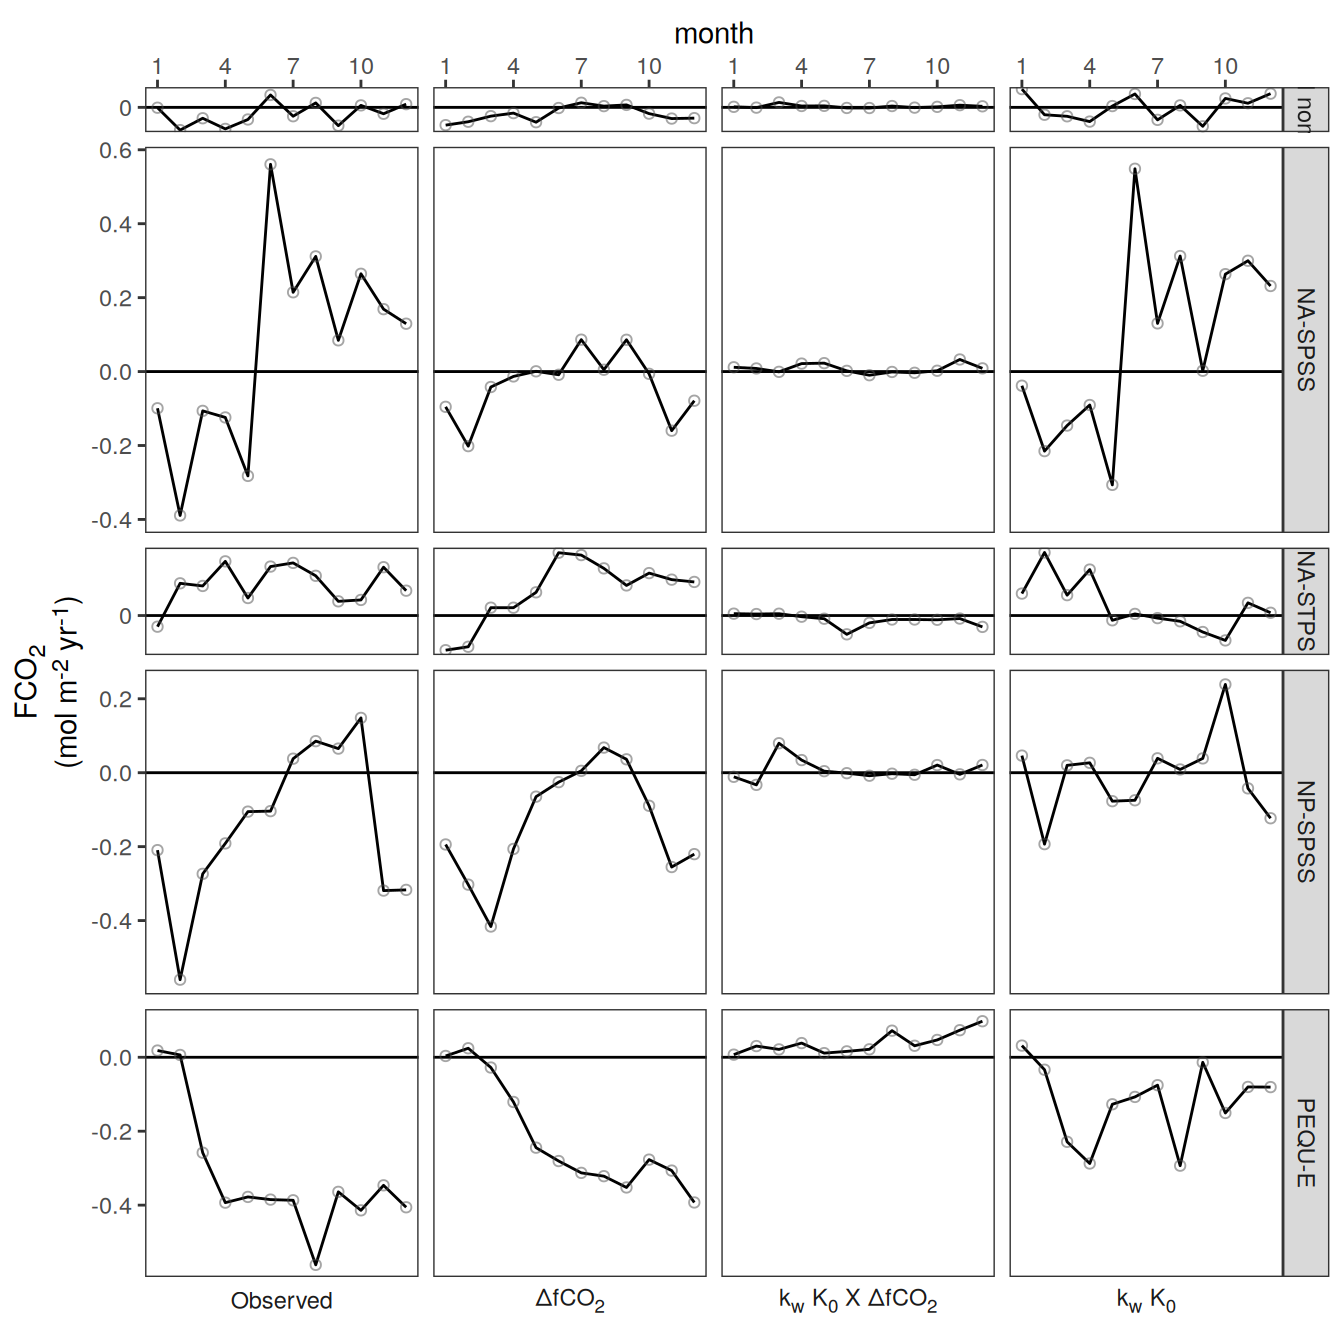 month
1 4 7 10 1 4 7 10 1 4 7 10 1 4 7 10
0
0.6
0.4
0.2
0.0
-0.2
-0.4
NA-SPSS
0
NA-STPS
0.2
0.0
-0.2
-0.4
NP-SPSS
0.0
-0.2
-0.4
PEQU-E
FCO₂
(mol m⁻² yr⁻¹)
Observed ΔfCO₂ k_w K₀ X ΔfCO₂ k_w K₀